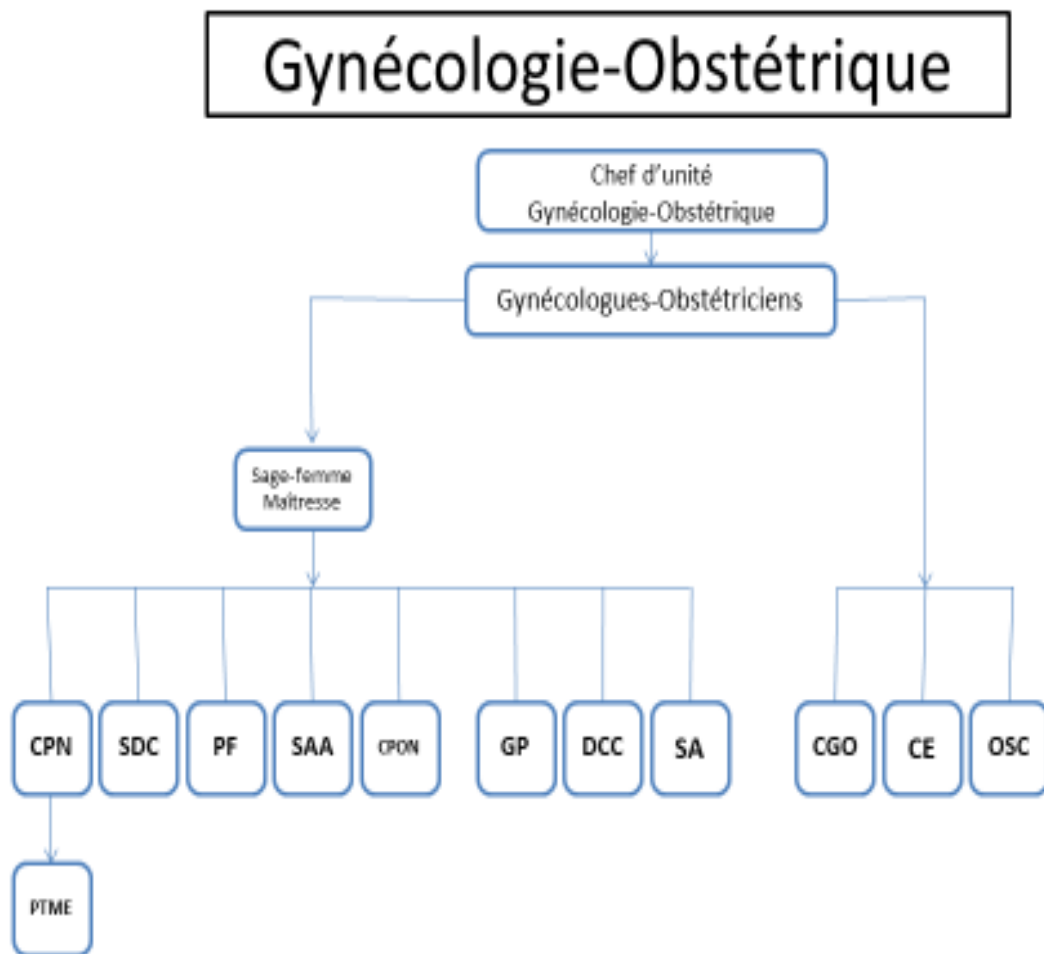 Gynécologie-Obstétrique
Chef d’unité
Gynécologie-Obstétrique
Gynécologues-Obstétriciens
Sage-femme
Maîtresse
CPN
SDC
PF
SAA
CPON
GP
DCC
SA
CGO
CE
OSC
PTME